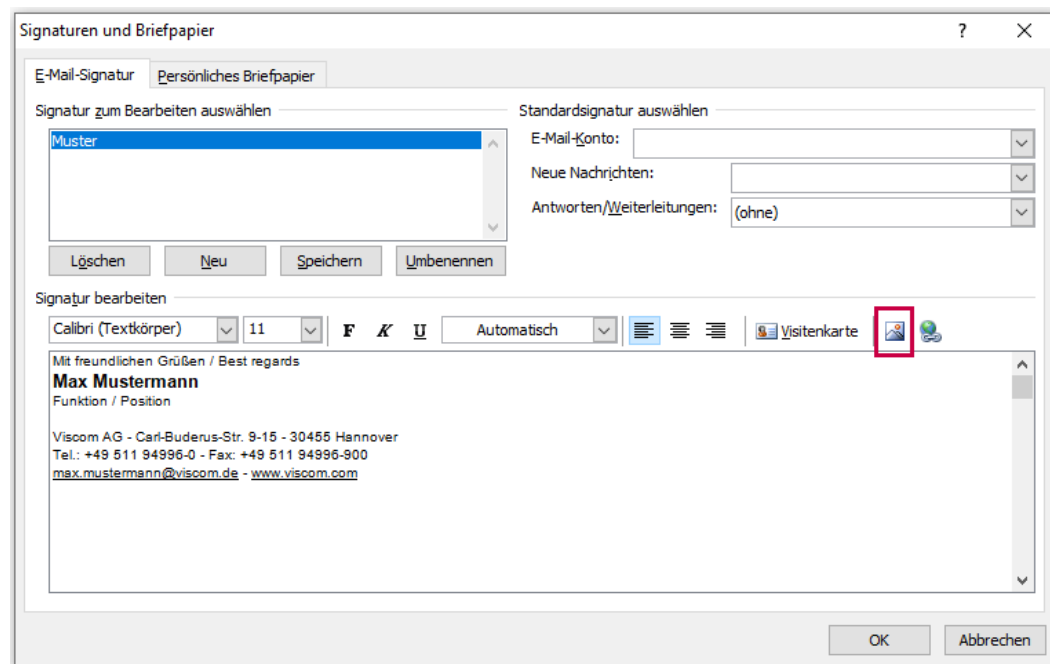 Signaturen und Briefpapier ?
E-Mail-Signatur Persönliches Briefpapier
Signatur zum Bearbeiten auswählen
Muster
Löschen Neu Speichern Umbenennen
Standardsignatur auswählen
E-Mail-Konto:
Neue Nachrichten:
Antworten/Weiterleitungen: (ohne)
Signatur bearbeiten
Calibri (Textkörper) 11 F K U Automatisch Visitenkarte
Mit freundlichen Grüßen / Best regards
Max Mustermann
Funktion / Position
Viscom AG - Carl-Buderus-Str. 9-15 - 30455 Hannover
Tel.: +49 511 94996-0 - Fax: +49 511 94996-900
max.mustermann@viscom.de - www.viscom.com
OK Abbrechen